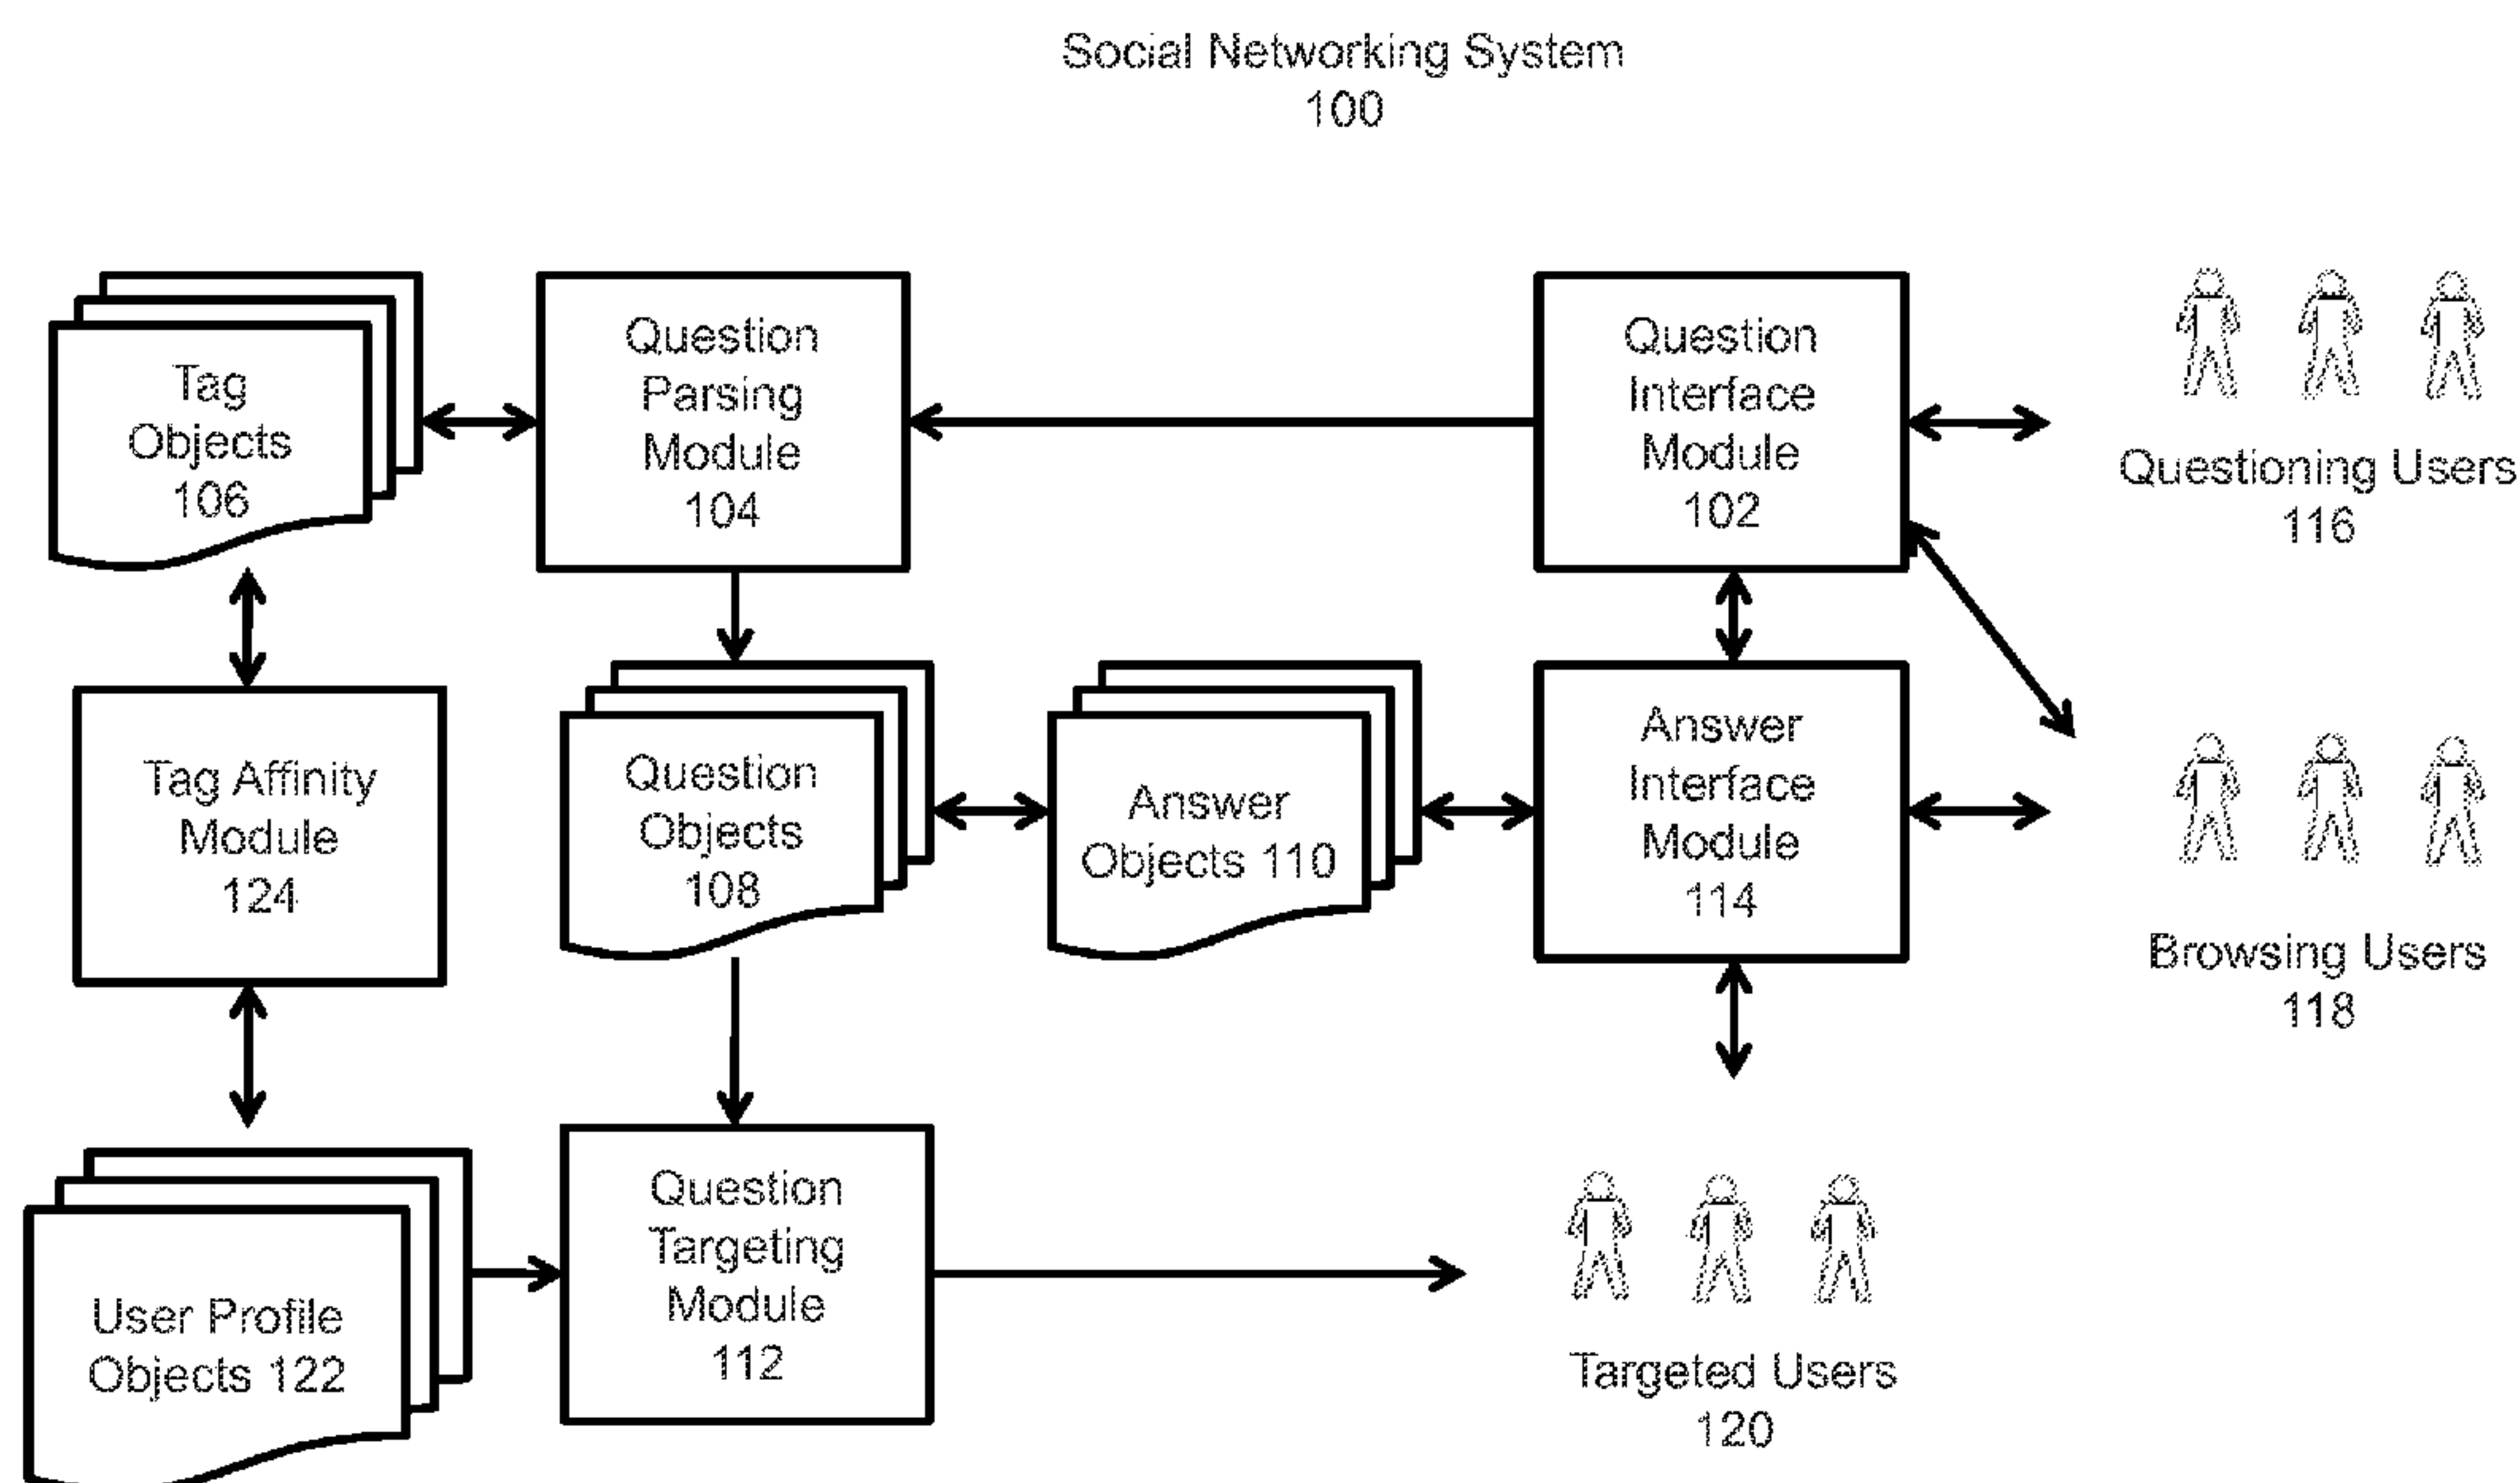 Social Networking System
100
Tag
Objects
106
Question
Parsing
Module
104
Question
Interface
Module
102
Questioning Users
116
Tag Affinity
Module
124
Question
Objects
108
Answer
Objects 110
Answer
Interface
Module
114
Browsing Users
118
User Profile
Objects 122
Question
Targeting
Module
112
Targeted Users
120